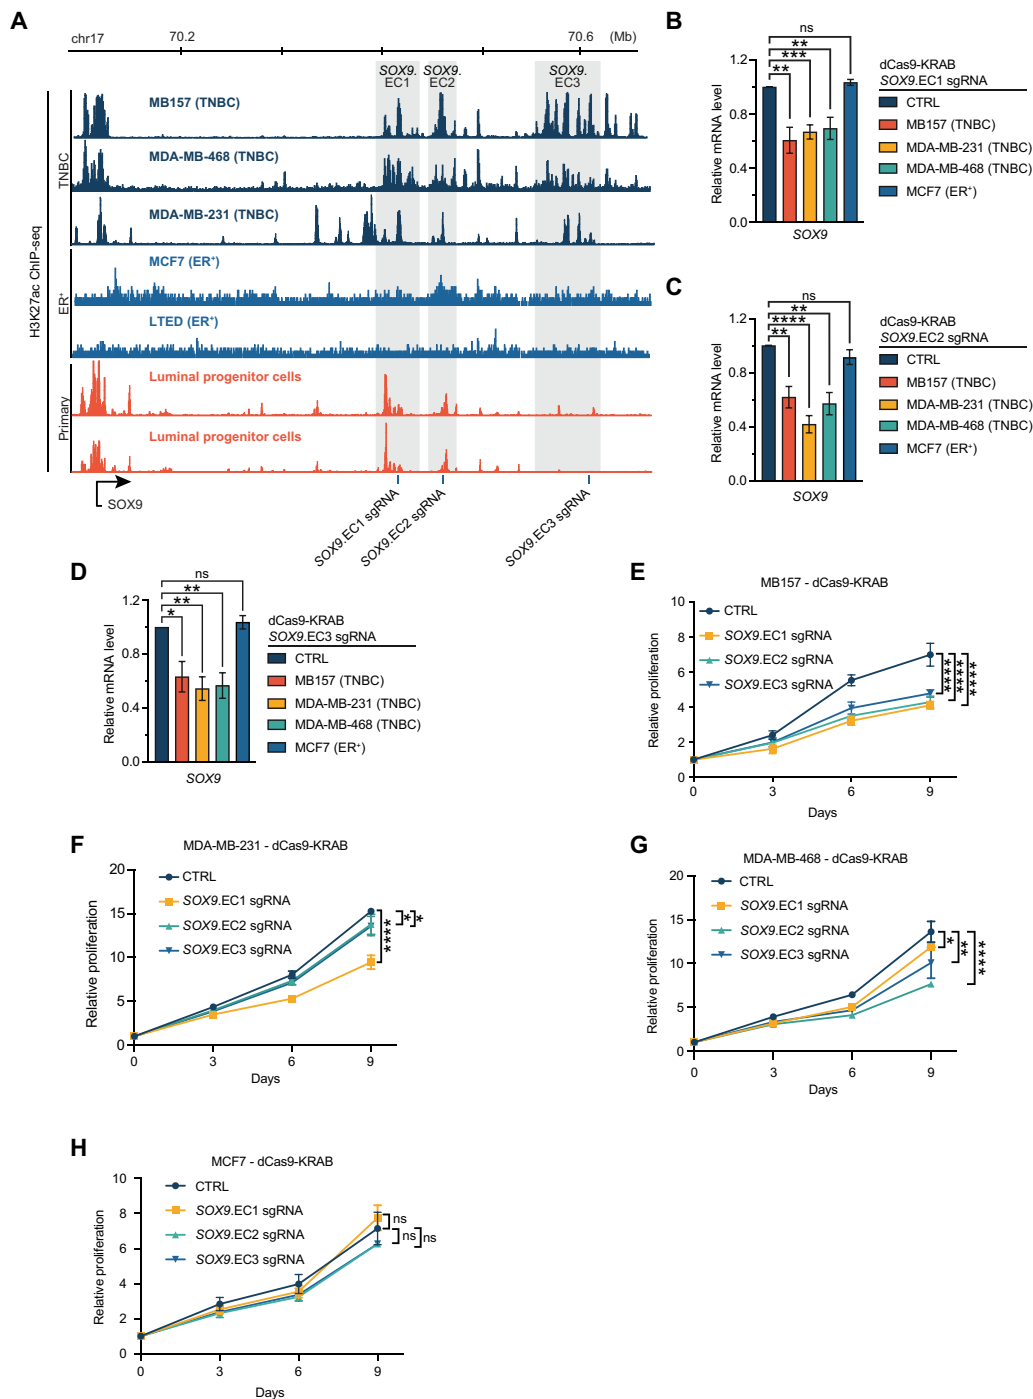 A
chr17
70.2
70.6
(Mb)
SOX9.
EC1
SOX9.
EC2
SOX9.
EC3
H3K27ac ChIP-seq
TNBC
ER⁺
Primary
MB157 (TNBC)
MDA-MB-468 (TNBC)
MDA-MB-231 (TNBC)
MCF7 (ER⁺)
LTED (ER⁺)
Luminal progenitor cells
Luminal progenitor cells
SOX9
SOX9.EC1 sgRNA
SOX9.EC2 sgRNA
SOX9.EC3 sgRNA
B
ns
**
***
**
Relative mRNA level
1.2
1.0
0.6
0.0
SOX9
dCas9-KRAB
SOX9.EC1 sgRNA
CTRL
MB157 (TNBC)
MDA-MB-231 (TNBC)
MDA-MB-468 (TNBC)
MCF7 (ER⁺)
C
ns
**
****
**
Relative mRNA level
1.2
1.0
0.4
0.0
SOX9
dCas9-KRAB
SOX9.EC2 sgRNA
CTRL
MB157 (TNBC)
MDA-MB-231 (TNBC)
MDA-MB-468 (TNBC)
MCF7 (ER⁺)
D
ns
**
**
*
Relative mRNA level
1.2
1.0
0.4
0.0
SOX9
dCas9-KRAB
SOX9.EC3 sgRNA
CTRL
MB157 (TNBC)
MDA-MB-231 (TNBC)
MDA-MB-468 (TNBC)
MCF7 (ER⁺)
E
MB157 - dCas9-KRAB
Relative proliferation
10
8
6
4
2
0
0 3 6 9
Days
CTRL
SOX9.EC1 sgRNA
SOX9.EC2 sgRNA
SOX9.EC3 sgRNA
****
****
****
F
MDA-MB-231 - dCas9-KRAB
Relative proliferation
20
15
10
5
0
0 3 6 9
Days
CTRL
SOX9.EC1 sgRNA
SOX9.EC2 sgRNA
SOX9.EC3 sgRNA
****
*
*
G
MDA-MB-468 - dCas9-KRAB
Relative proliferation
20
15
10
5
0
0 3 6 9
Days
CTRL
SOX9.EC1 sgRNA
SOX9.EC2 sgRNA
SOX9.EC3 sgRNA
*
**
****
H
MCF7 - dCas9-KRAB
Relative proliferation
10
8
6
4
2
0
0 3 6 9
Days
CTRL
SOX9.EC1 sgRNA
SOX9.EC2 sgRNA
SOX9.EC3 sgRNA
ns
ns
ns